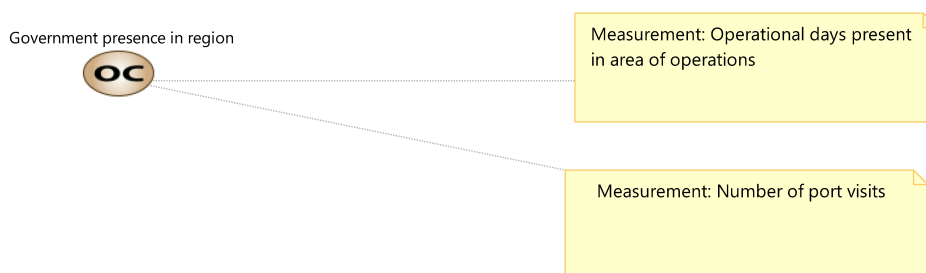 Government presence in region
OC
Measurement: Operational days present
in area of operations
Measurement: Number of port visits